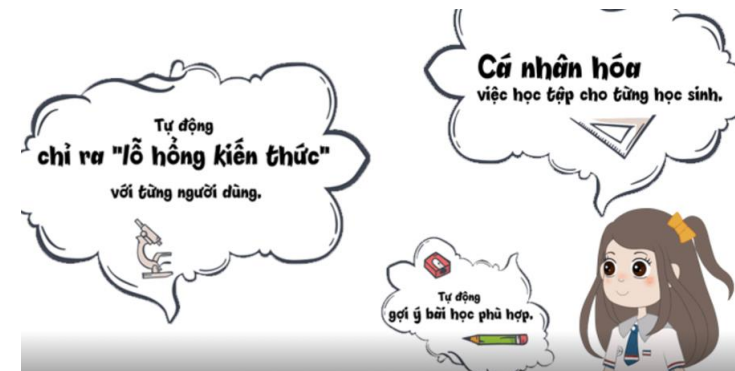 Tự động
chỉ ra "lỗ hổng kiến thức"
với từng người dùng.
Cá nhân hóa
việc học tập cho từng học sinh.
Tự động
gợi ý bài học phù hợp.